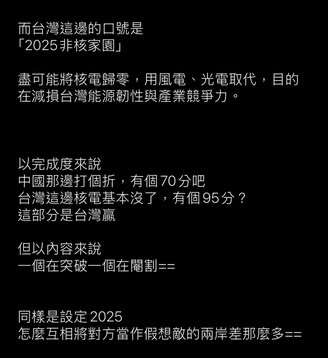 而台灣這邊的口號是
「2025非核家園」
盡可能將核電歸零，用風電、光電取代，目的
在減損台灣能源韌性與產業競爭力。
以完成度來說
中國那邊打個折，有個70分吧
台灣這邊核電基本沒了，有個95分？
這部分是台灣贏
但以內容來說
一個在突破一個在閹割==
同樣是設定2025
怎麼互相將對方當作假想敵的兩岸差那麼多==